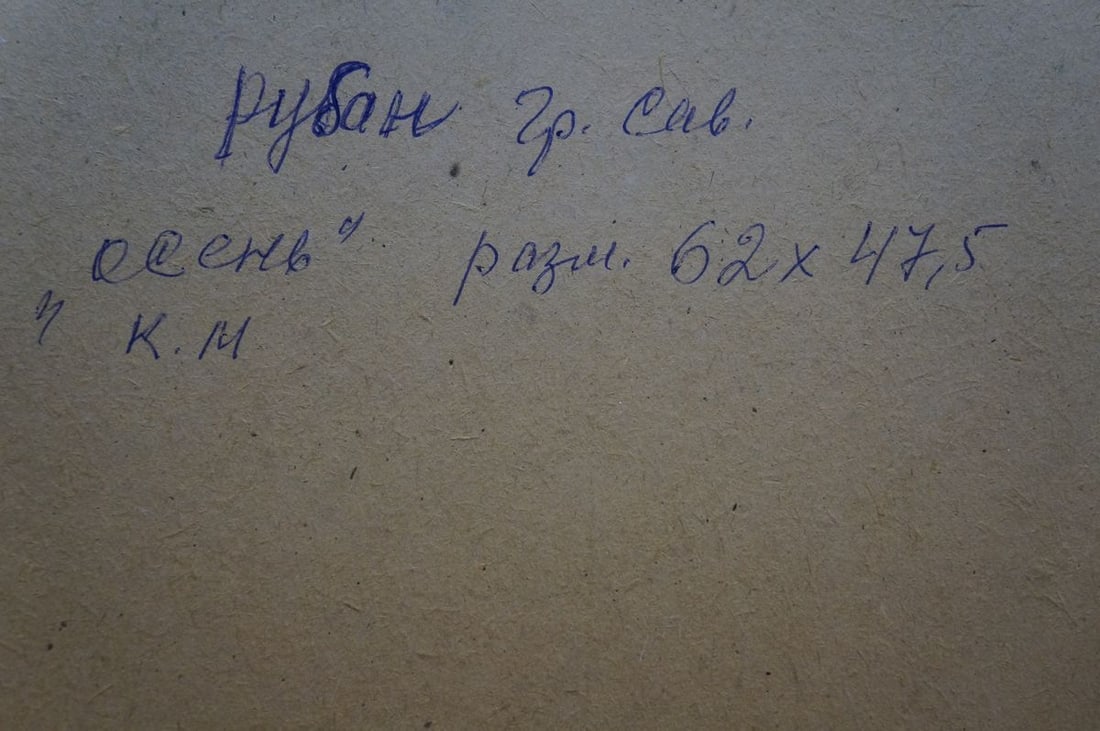 Рубан Гр. Сав.
„Осень" разм. 62 х 47,5
к. м